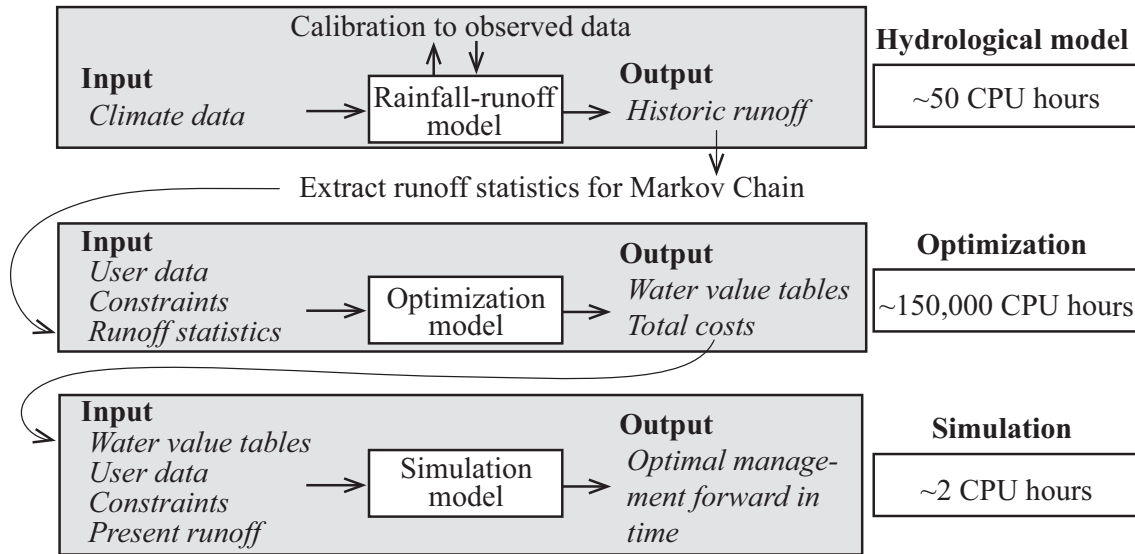 Calibration to observed data
Input
Climate data
Rainfall-runoff
model
Output
Historic runoff
Hydrological model
~50 CPU hours
Extract runoff statistics for Markov Chain
Input
User data
Constraints
Runoff statistics
Optimization
model
Output
Water value tables
Total costs
Optimization
~150,000 CPU hours
Input
Water value tables
User data
Constraints
Present runoff
Simulation
model
Output
Optimal manage-
ment forward in
time
Simulation
~2 CPU hours